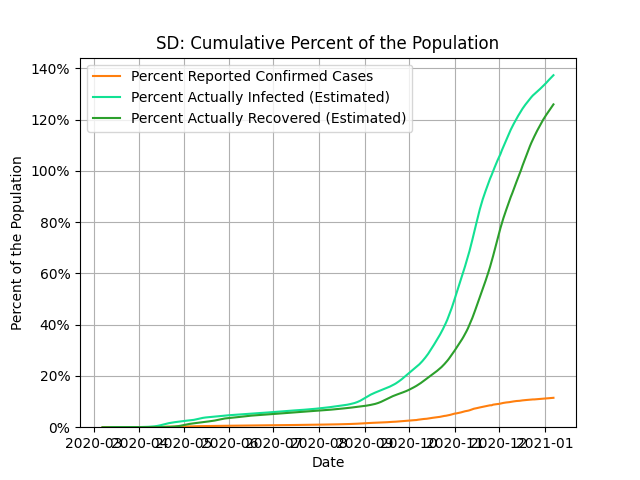 SD: Cumulative Percent of the Population
Percent Reported Confirmed Cases
Percent Actually Infected (Estimated)
Percent Actually Recovered (Estimated)
Percent of the Population
140%
120%
100%
80%
60%
40%
20%
0%
2020-03 2020-04 2020-05 2020-06 2020-07 2020-08 2020-09 2020-10 2020-11 2020-12 2021-01
Date